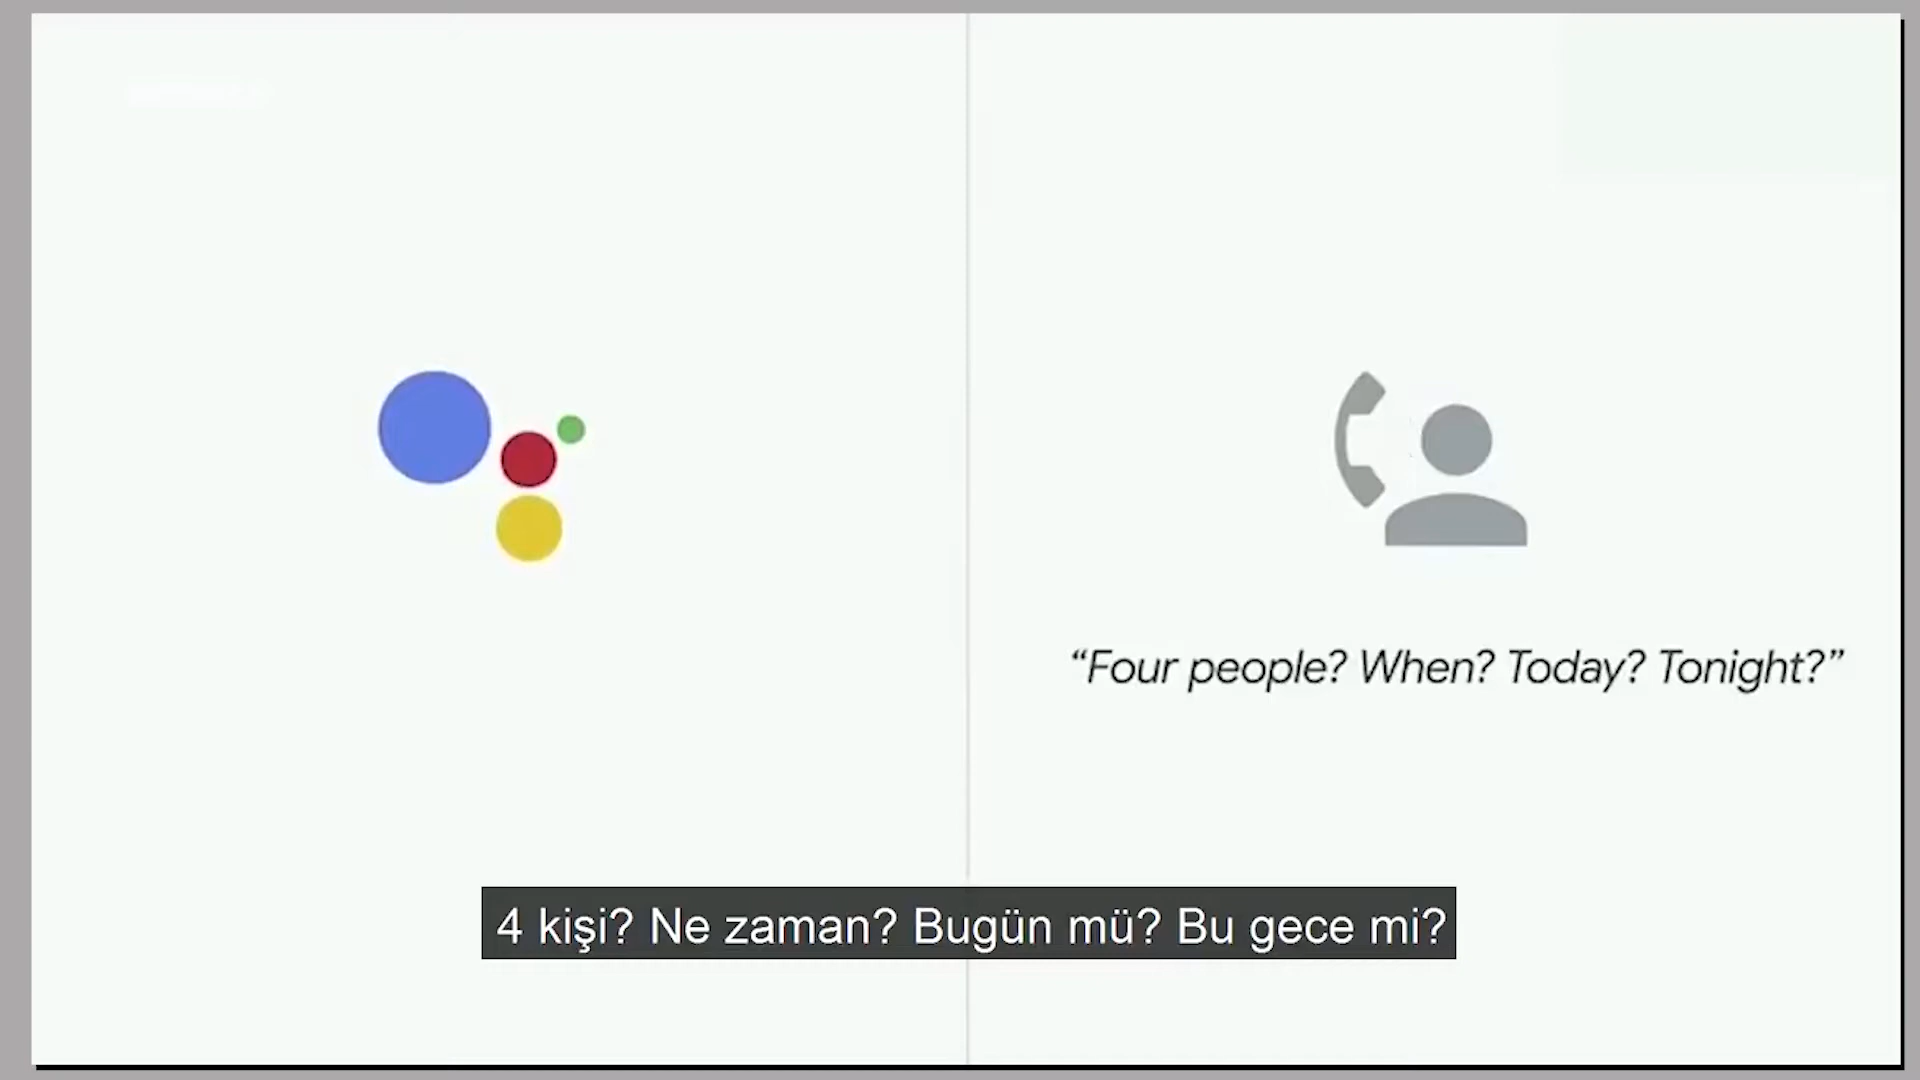 “Four people? When? Today? Tonight?”
4 kişi? Ne zaman? Bugün mü? Bu gece mi?